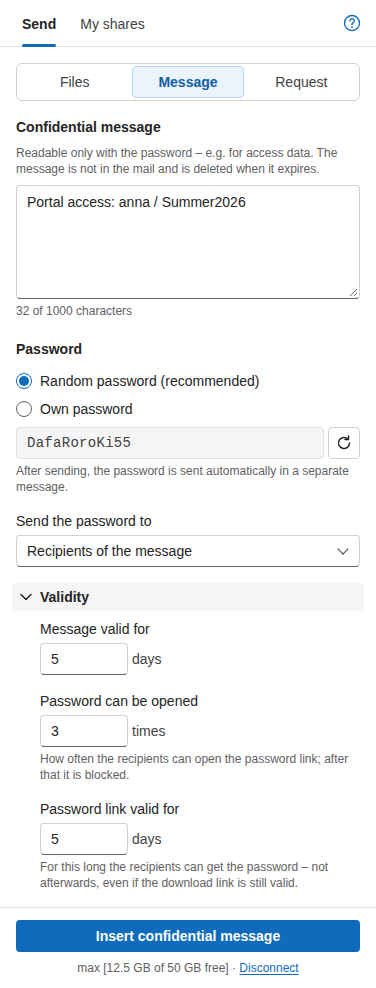 Send My shares
Files Message Request
Confidential message
Readable only with the password – e.g. for access data. The
message is not in the mail and is deleted when it expires.
Portal access: anna / Summer2026
32 of 1000 characters
Password
Random password (recommended)
Own password
DafaRoroKi55
After sending, the password is sent automatically in a separate
message.
Send the password to
Recipients of the message
Validity
Message valid for
5 days
Password can be opened
3 times
How often the recipients can open the password link; after
that it is blocked.
Password link valid for
5 days
For this long the recipients can get the password – not
afterwards, even if the download link is still valid.
Insert confidential message
max [12.5 GB of 50 GB free] · Disconnect